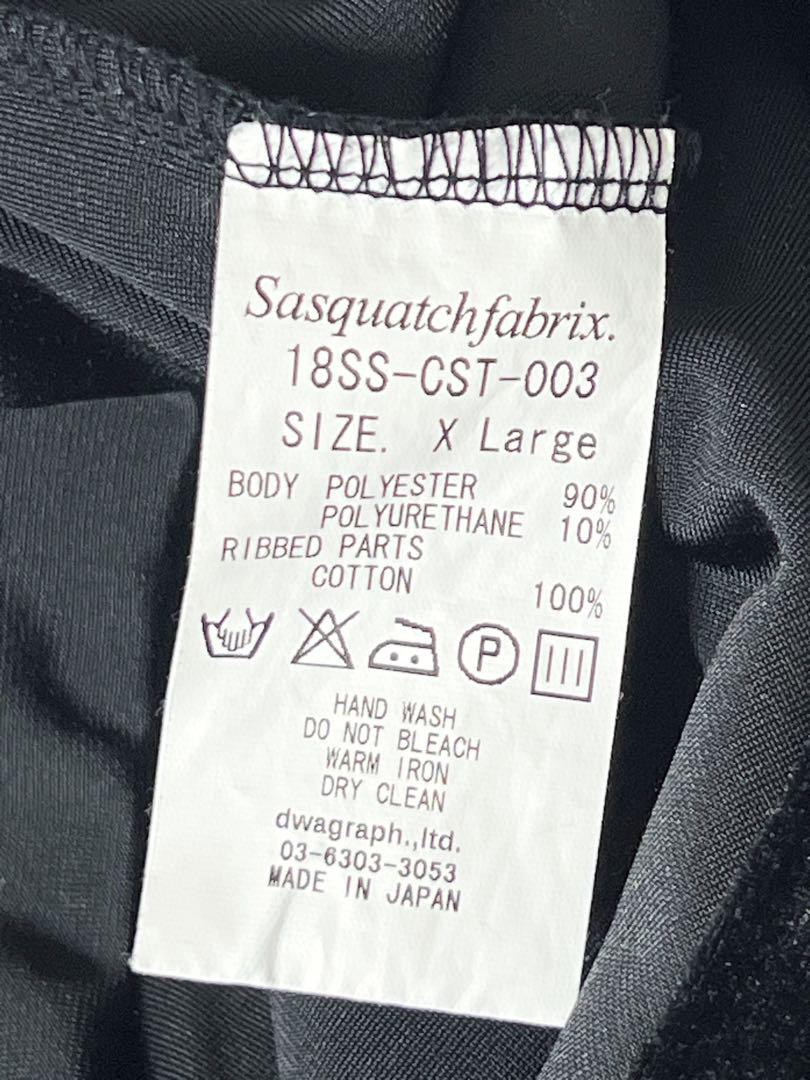 Sasquatchfabrix.
18SS-CST-003
SIZE. X Large
BODY POLYESTER 90%
POLYURETHANE 10%
RIBBED PARTS
COTTON 100%
P
HAND WASH
DO NOT BLEACH
WARM IRON
DRY CLEAN
dwagraph.,ltd.
03-6303-3053
MADE IN JAPAN